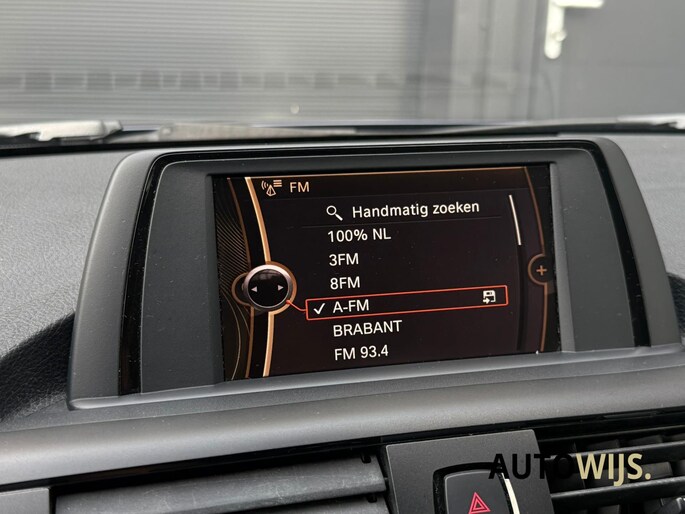 FM
Handmatig zoeken
100% NL
3FM
8FM
A-FM
BRABANT
FM 93.4
AUTOWIJS.